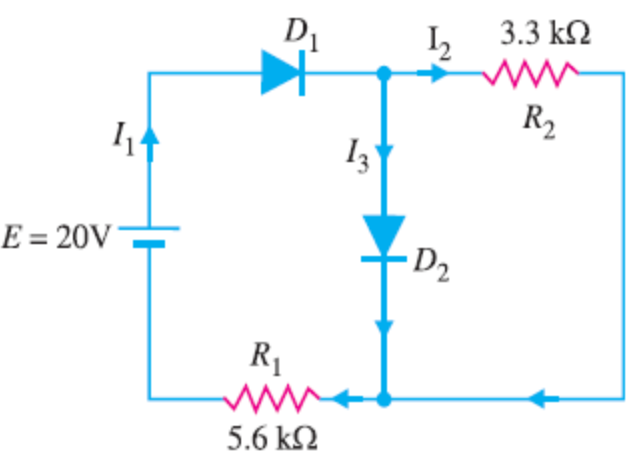 D₁
I₂
3.3 kΩ
R₂
I₁
I₃
E = 20V
D₂
R₁
5.6 kΩ